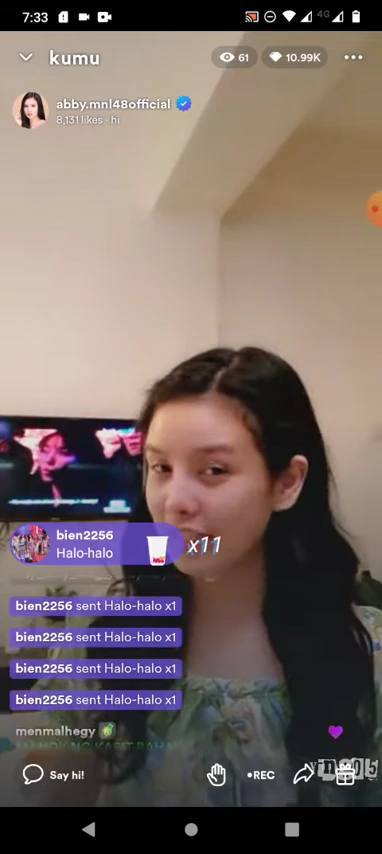 7:33
4G
kumu
61
10.99K
abby.mnl48official
8,131 likes · hi
bien2256
Halo-halo
x11
bien2256 sent Halo-halo x1
bien2256 sent Halo-halo x1
bien2256 sent Halo-halo x1
bien2256 sent Halo-halo x1
menmalhegy
Say hi!
•REC